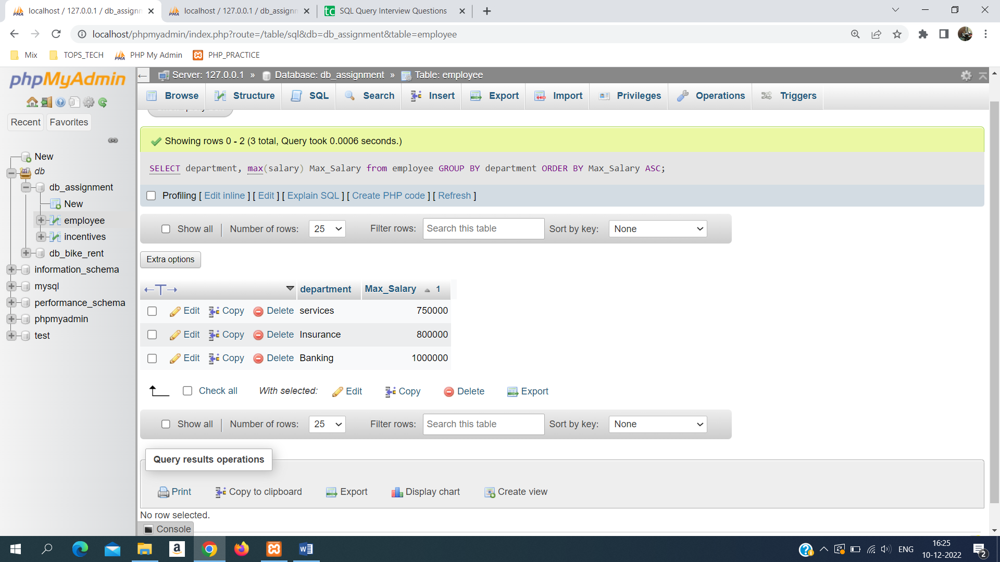 localhost / 127.0.0.1 / db_assignm
localhost / 127.0.0.1 / db_assignm
tc SQL Query Interview Questions
localhost/phpmyadmin/index.php?route=/table/sql&db=db_assignment&table=employee
Mix TOPS_TECH PHP My Admin PHP_PRACTICE
phpMyAdmin
Recent Favorites
New
db
db_assignment
New
employee
incentives
db_bike_rent
information_schema
mysql
performance_schema
phpmyadmin
test
Server: 127.0.0.1 » Database: db_assignment » Table: employee
Browse Structure SQL Search Insert Export Import Privileges Operations Triggers
Showing rows 0 - 2 (3 total, Query took 0.0006 seconds.)
SELECT department, max(salary) Max_Salary from employee GROUP BY department ORDER BY Max_Salary ASC;
Profiling [ Edit inline ] [ Edit ] [ Explain SQL ] [ Create PHP code ] [ Refresh ]
Show all Number of rows: 25 Filter rows: Search this table Sort by key: None
Extra options
←T→ department Max_Salary 1
Edit Copy Delete services 750000
Edit Copy Delete Insurance 800000
Edit Copy Delete Banking 1000000
Check all With selected: Edit Copy Delete Export
Show all Number of rows: 25 Filter rows: Search this table Sort by key: None
Query results operations
Print Copy to clipboard Export Display chart Create view
No row selected.
Console
ENG
16:25
10-12-2022
2